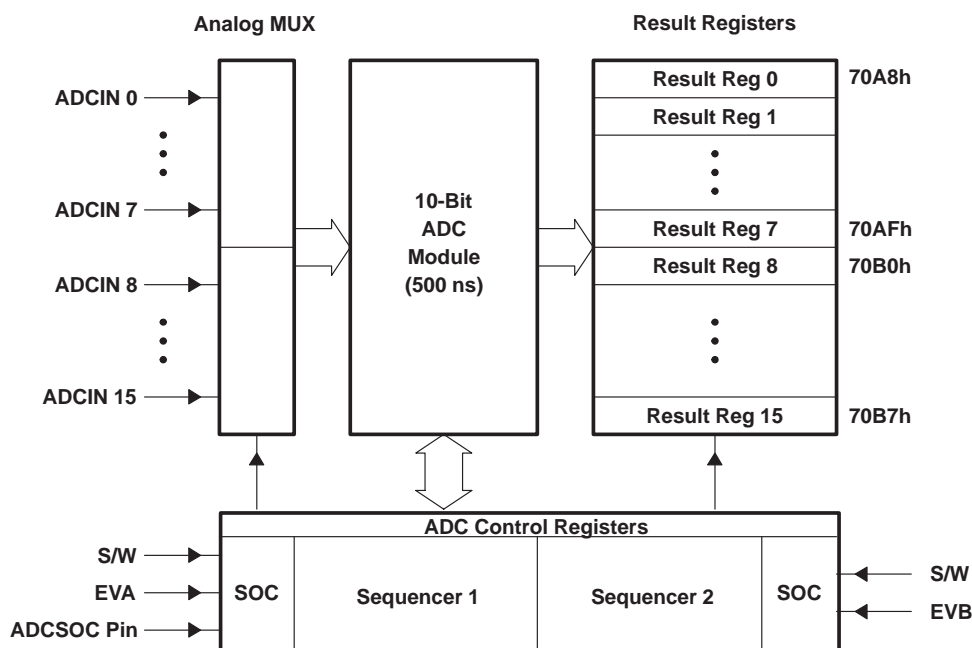 Analog MUX
Result Registers
ADCIN 0
ADCIN 7
ADCIN 8
ADCIN 15
10-Bit
ADC
Module
(500 ns)
Result Reg 0
70A8h
Result Reg 1
Result Reg 7
70AFh
Result Reg 8
70B0h
Result Reg 15
70B7h
ADC Control Registers
S/W
EVA
ADCSOC Pin
SOC
Sequencer 1
Sequencer 2
SOC
S/W
EVB